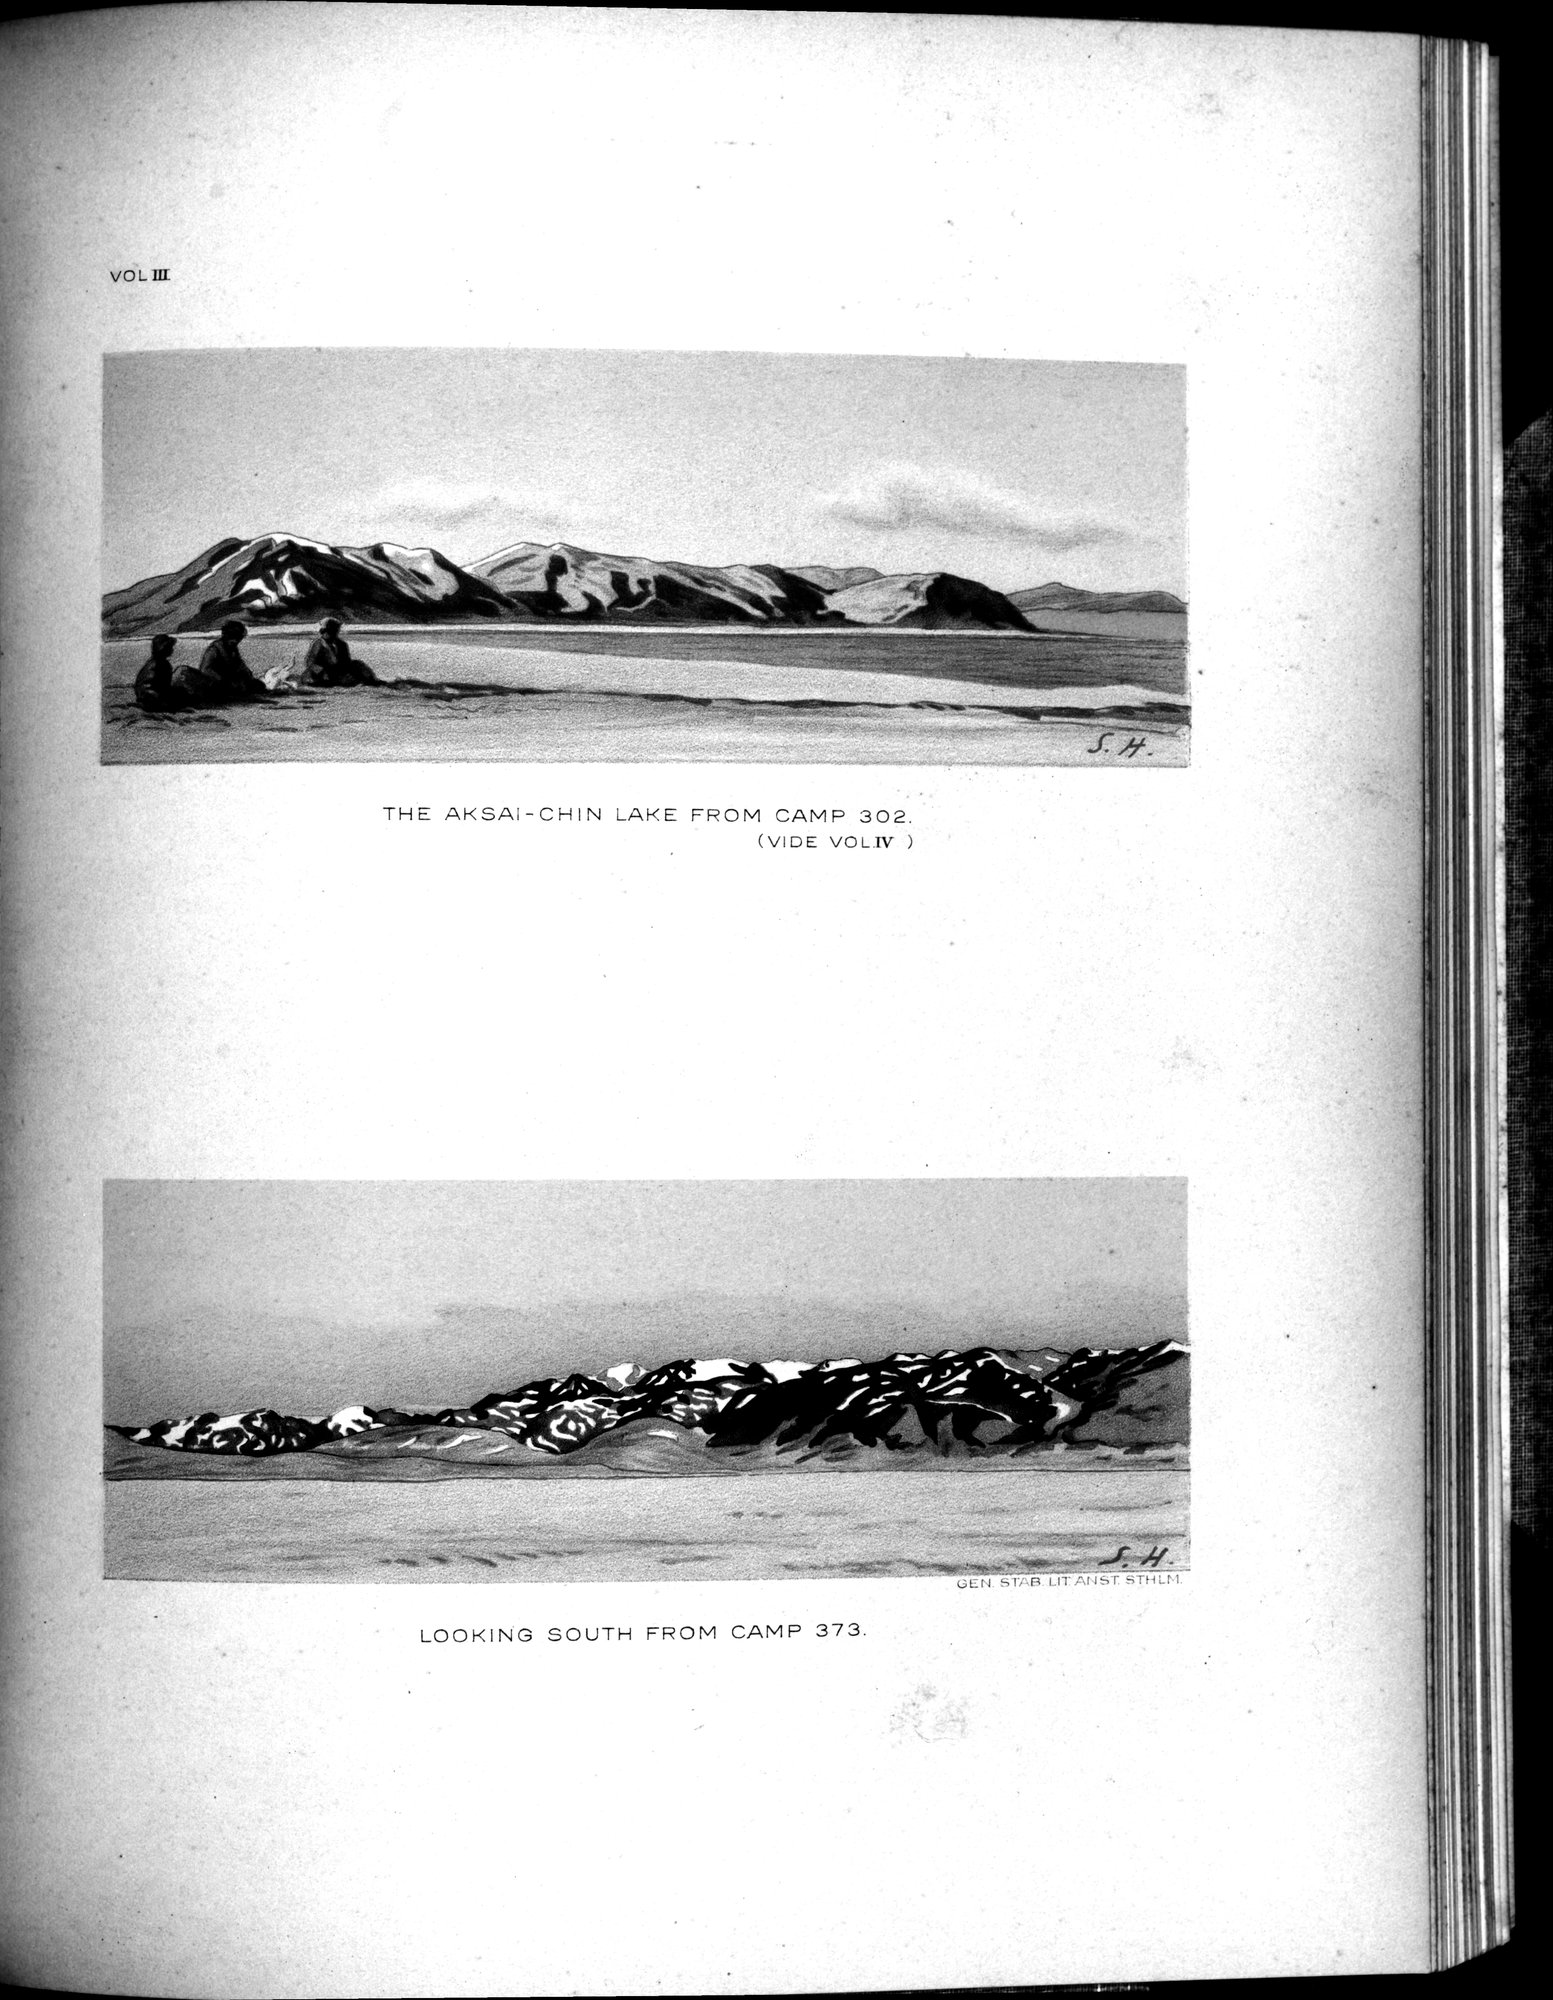 VOL III
S. H.
THE AKSAI-CHIN LAKE FROM CAMP 302.
(VIDE VOL.IV )
S. H.
GEN. STAB. LIT. ANST. STHLM.
LOOKING SOUTH FROM CAMP 373.